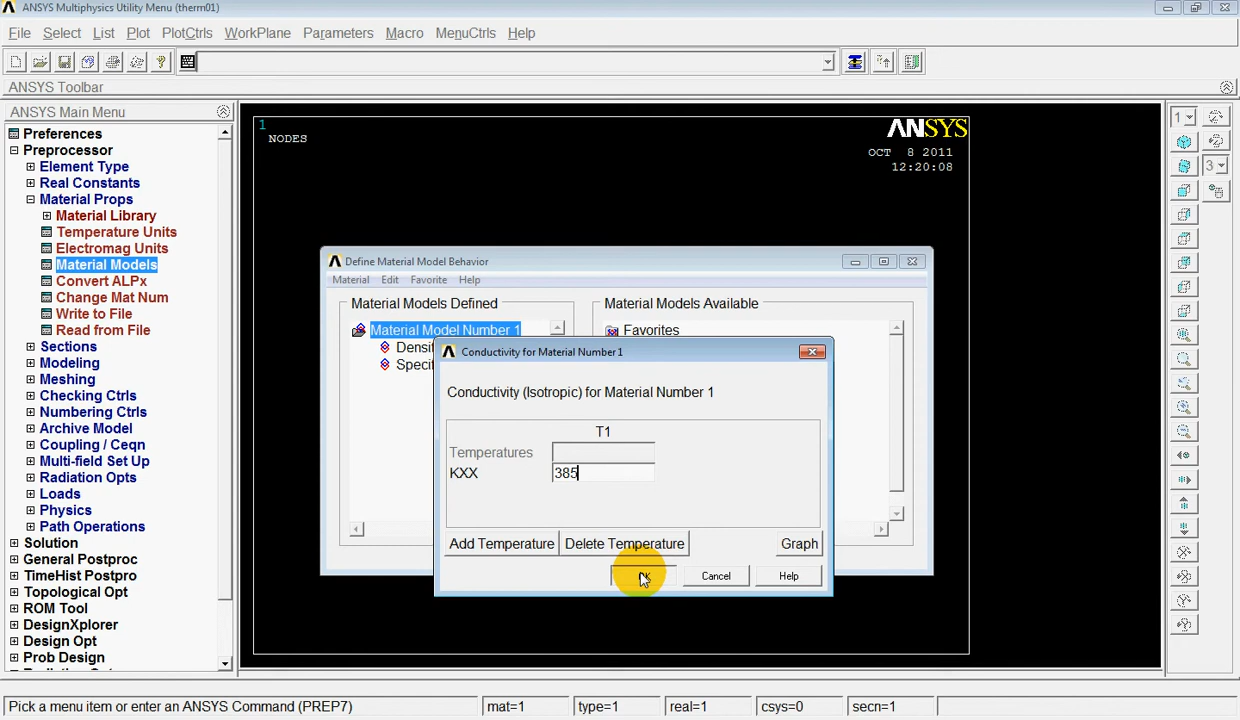 ANSYS Multiphysics Utility Menu (therm01)
File Select List Plot PlotCtrls WorkPlane Parameters Macro MenuCtrls Help
ANSYS Toolbar
ANSYS Main Menu
Preferences
Preprocessor
Element Type
Real Constants
Material Props
Material Library
Temperature Units
Electromag Units
Material Models
Convert ALPx
Change Mat Num
Write to File
Read from File
Sections
Modeling
Meshing
Checking Ctrls
Numbering Ctrls
Archive Model
Coupling / Ceqn
Multi-field Set Up
Radiation Opts
Loads
Physics
Path Operations
Solution
General Postproc
TimeHist Postpro
Topological Opt
ROM Tool
DesignXplorer
Design Opt
Prob Design
1
NODES
ANSYS
OCT 8 2011
12:20:08
Define Material Model Behavior
Material Edit Favorite Help
Material Models Defined
Material Models Available
Material Model Number 1
Favorites
Densit
Specif
Conductivity for Material Number 1
Conductivity (Isotropic) for Material Number 1
T1
Temperatures
KXX 385
Add Temperature Delete Temperature Graph
OK Cancel Help
1
3
Pick a menu item or enter an ANSYS Command (PREP7) mat=1 type=1 real=1 csys=0 secn=1